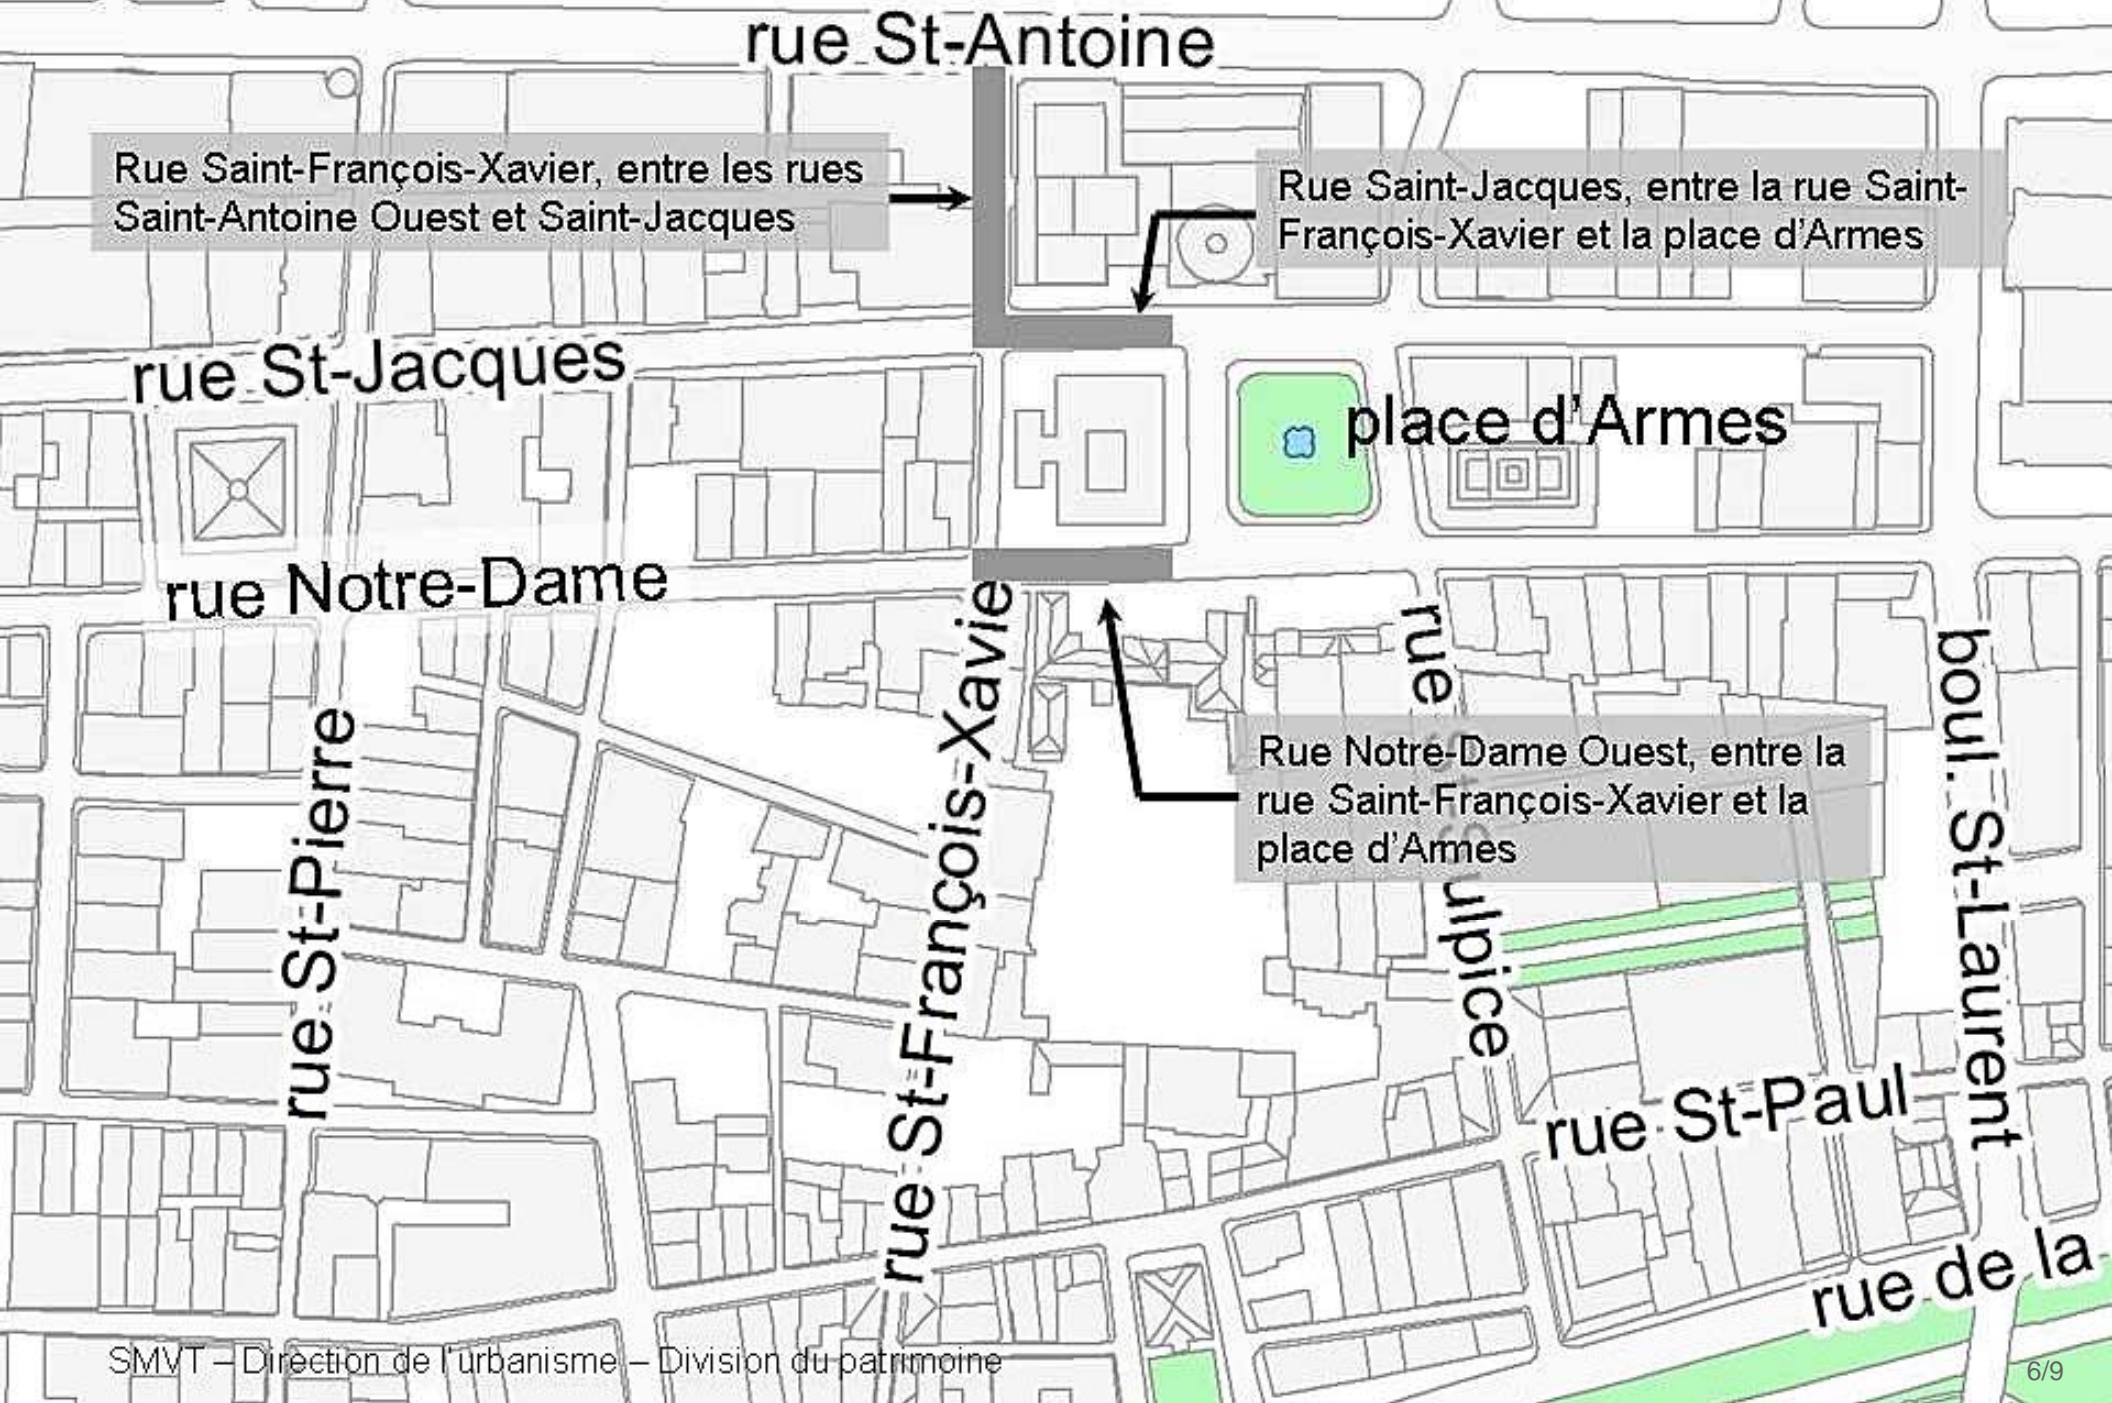 rue St-Antoine
Rue Saint-François-Xavier, entre les rues
Saint-Antoine Ouest et Saint-Jacques
Rue Saint-Jacques, entre la rue Saint-
François-Xavier et la place d'Armes
rue St-Jacques
place d'Armes
rue Notre-Dame
rue St-François-Xavie
rue St-Pierre
Rue Notre-Dame Ouest, entre la
rue Saint-François-Xavier et la
place d'Armes
rue St-Sulpice
boul. St-Laurent
rue St-Paul
rue de la
SMVT – Direction de l'urbanisme – Division du patrimoine
6/9